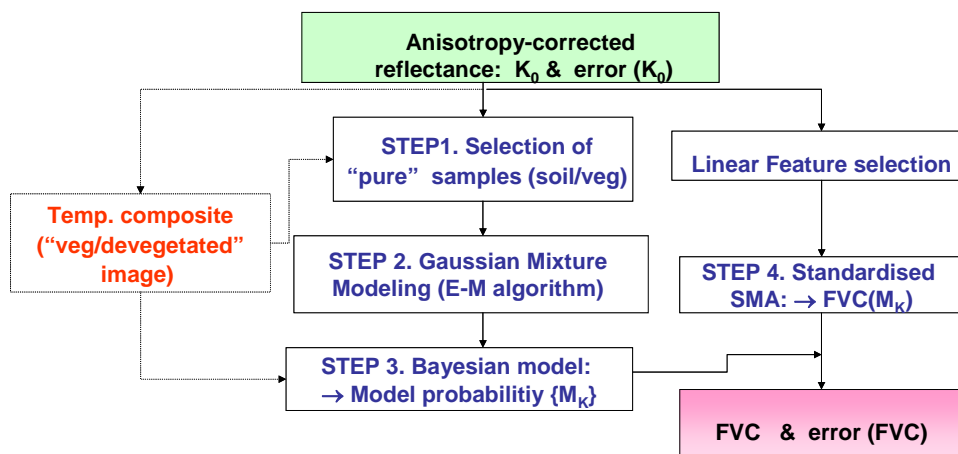 Anisotropy-corrected
reflectance: K0 & error (K0)
STEP1. Selection of
“pure” samples (soil/veg)
Linear Feature selection
Temp. composite
(“veg/devegetated”
image)
STEP 2. Gaussian Mixture
Modeling (E-M algorithm)
STEP 4. Standardised
SMA: → FVC(MK)
STEP 3. Bayesian model:
→ Model probabilitiy {MK}
FVC & error (FVC)